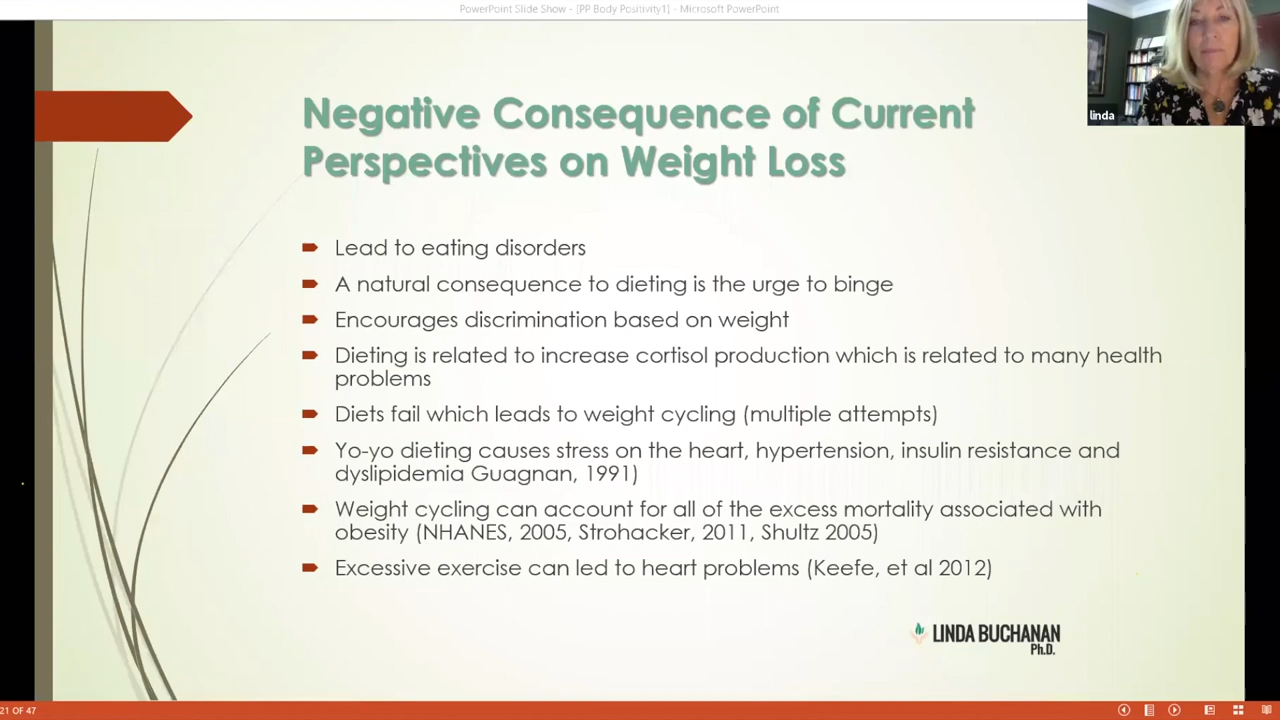 PowerPoint Slide Show - [PP Body Positivity1] - Microsoft PowerPoint
linda
Negative Consequence of Current
Perspectives on Weight Loss
Lead to eating disorders
A natural consequence to dieting is the urge to binge
Encourages discrimination based on weight
Dieting is related to increase cortisol production which is related to many health
problems
Diets fail which leads to weight cycling (multiple attempts)
Yo-yo dieting causes stress on the heart, hypertension, insulin resistance and
dyslipidemia Guagnan, 1991)
Weight cycling can account for all of the excess mortality associated with
obesity (NHANES, 2005, Strohacker, 2011, Shultz 2005)
Excessive exercise can led to heart problems (Keefe, et al 2012)
LINDA BUCHANAN
Ph.D.
21 OF 47